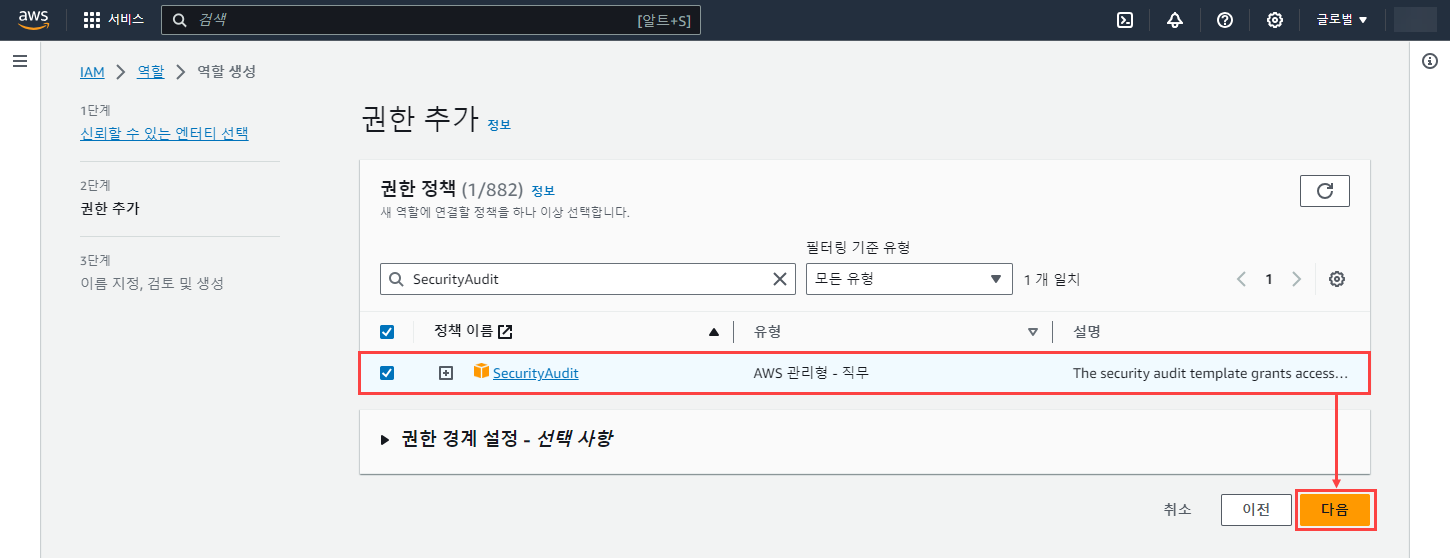 aws 서비스 검색 [알트+S] 글로벌
IAM 역할 역할 생성
1단계
신뢰할 수 있는 엔터티 선택
2단계
권한 추가
3단계
이름 지정, 검토 및 생성
권한 추가 정보
권한 정책 (1/882) 정보
새 역할에 연결할 정책을 하나 이상 선택합니다.
필터링 기준 유형
SecurityAudit 모든 유형 1 개 일치 1
정책 이름 유형 설명
SecurityAudit AWS 관리형 - 직무 The security audit template grants access...
권한 경계 설정 - 선택 사항
취소 이전 다음